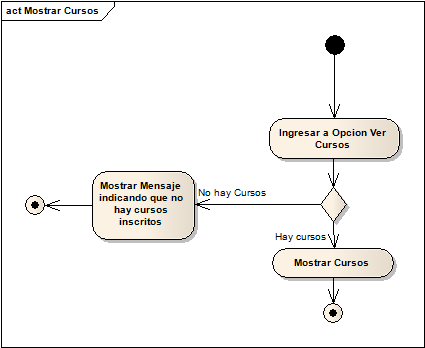 act Mostrar Cursos
Ingresar a Opcion Ver
Cursos
No hay Cursos
Mostrar Mensaje
indicando que no
hay cursos
inscritos
Hay cursos
Mostrar Cursos